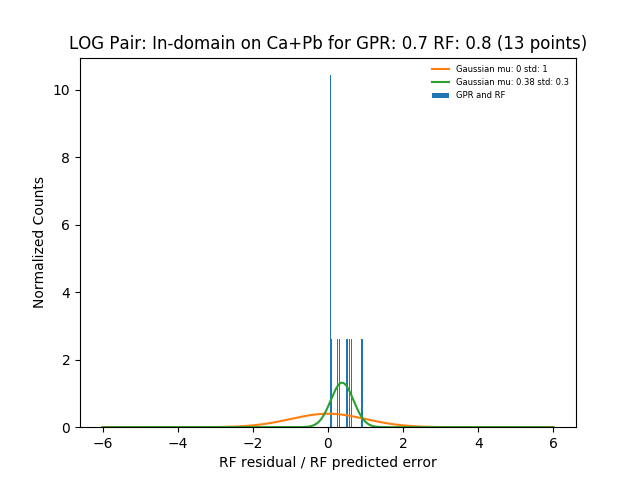 LOG Pair: In-domain on Ca+Pb for GPR: 0.7 RF: 0.8 (13 points)
Gaussian mu: 0 std: 1
Gaussian mu: 0.38 std: 0.3
GPR and RF
Normalized Counts
10
8
6
4
2
0
−6 −4 −2 0 2 4 6
RF residual / RF predicted error